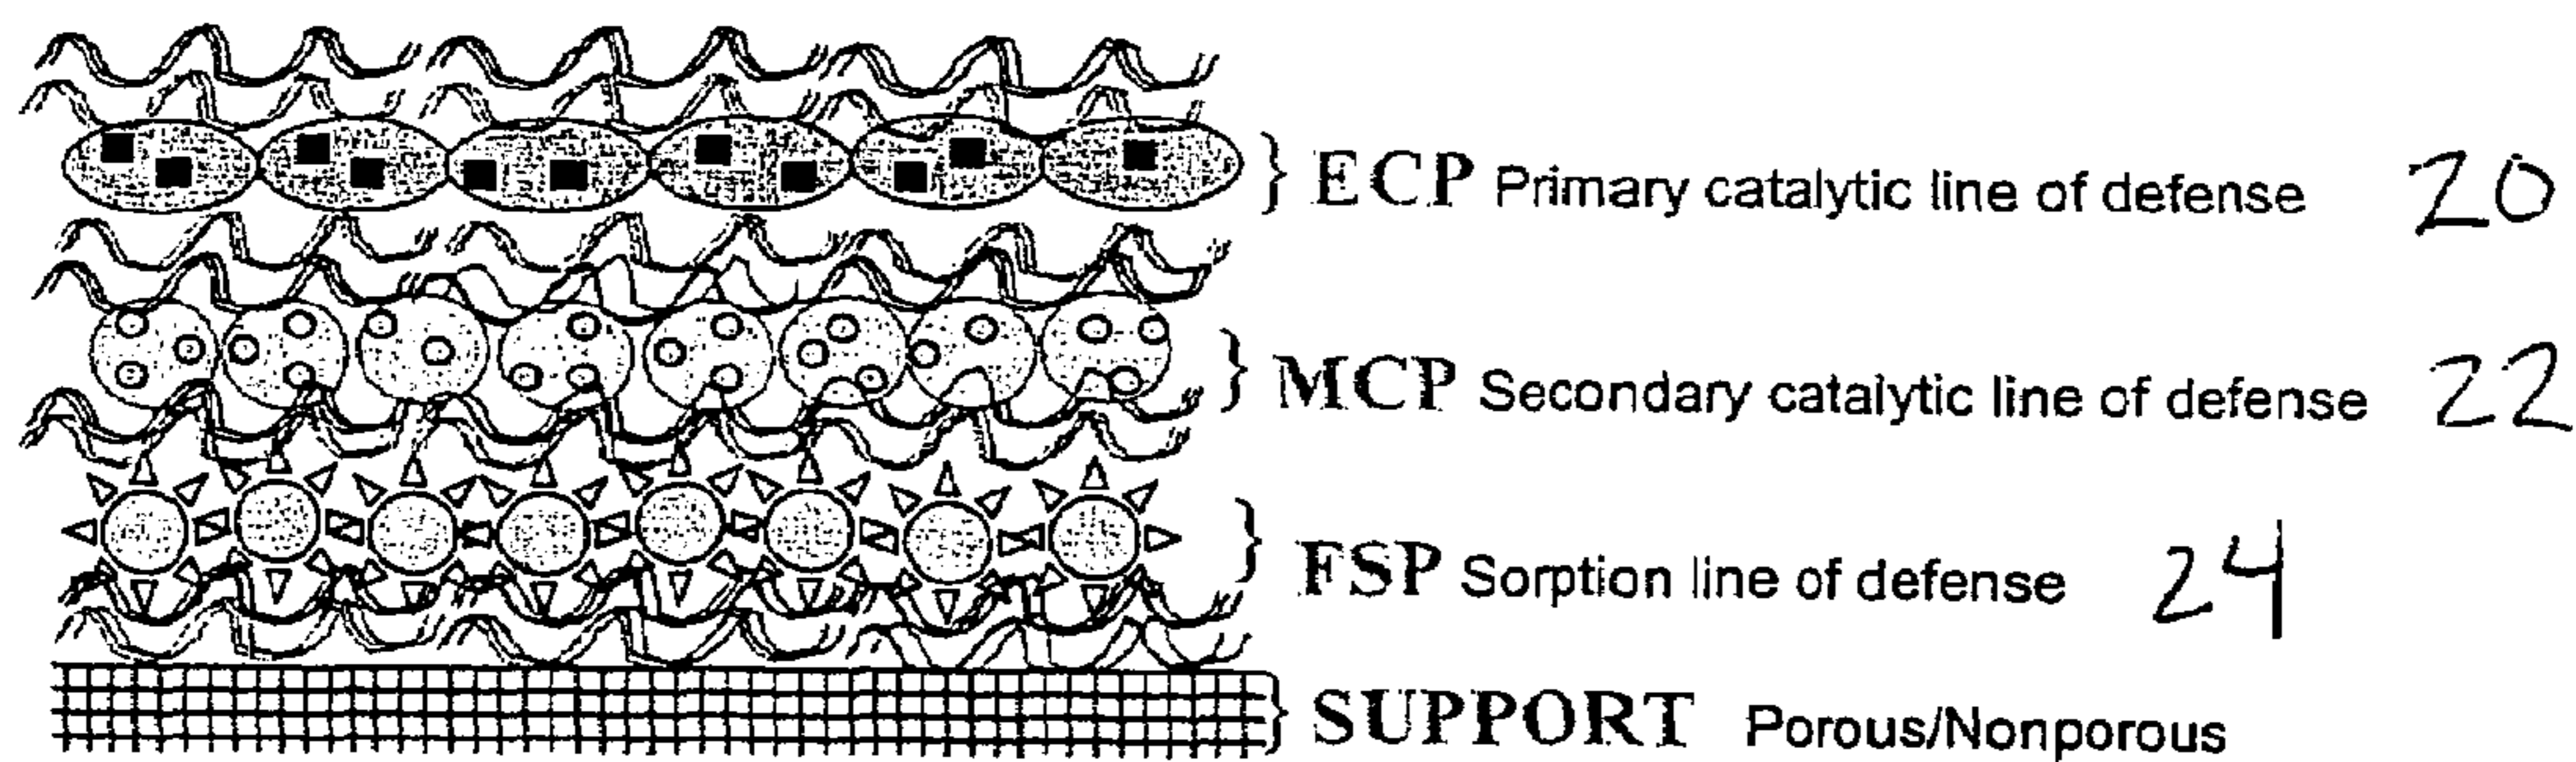 ECP Primary catalytic line of defense 20
MCP Secondary catalytic line of defense 22
FSP Sorption line of defense 24
SUPPORT Porous/Nonporous